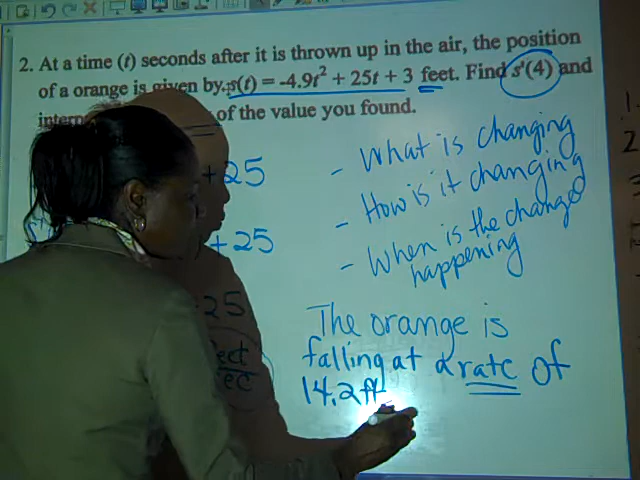 2. At a time (t) seconds after it is thrown up in the air, the position
of a orange is given by s(t) = -4.9t² + 25t + 3 feet. Find s'(4) and
of the value you found.
+25
+25
25
- What is changing
- How is it changing
- When is the change
happening
The orange is
falling at a rate of
14.2 ft